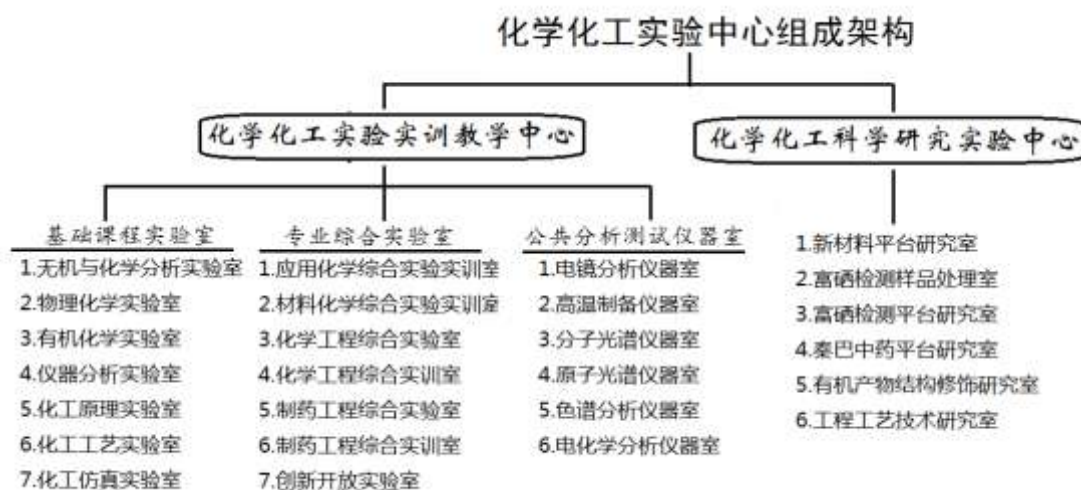 化学化工实验中心组成架构
化学化工实验实训教学中心
化学化工科学研究实验中心
基础课程实验室
1.无机与化学分析实验室
2.物理化学实验室
3.有机化学实验室
4.仪器分析实验室
5.化工原理实验室
6.化工工艺实验室
7.化工仿真实验室
专业综合实验室
1.应用化学综合实验实训室
2.材料化学综合实验实训室
3.化学工程综合实验室
4.化学工程综合实训室
5.制药工程综合实验室
6.制药工程综合实训室
7.创新开放实验室
公共分析测试仪器室
1.电镜分析仪器室
2.高温制备仪器室
3.分子光谱仪器室
4.原子光谱仪器室
5.色谱分析仪器室
6.电化学分析仪器室
1.新材料平台研究室
2.富硒检测样品处理室
3.富硒检测平台研究室
4.秦巴中药平台研究室
5.有机产物结构修饰研究室
6.工程工艺技术研究室